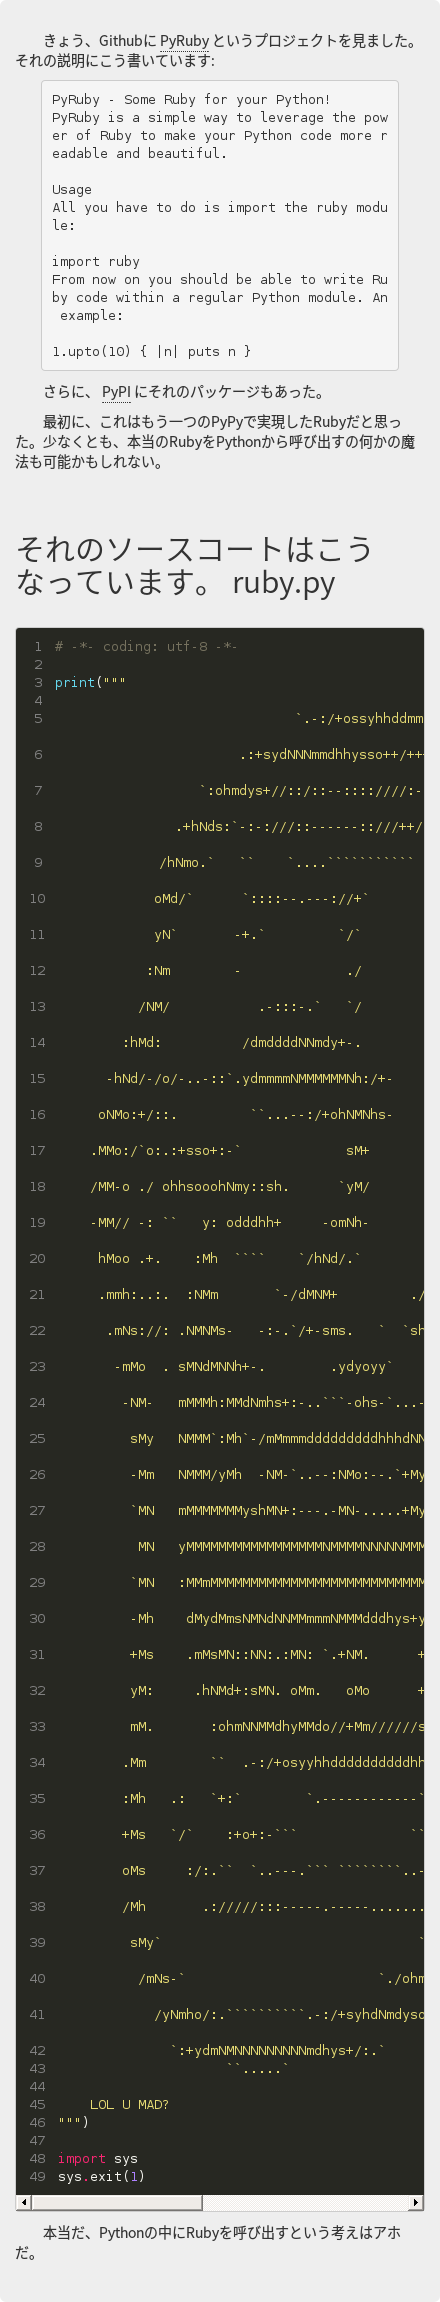 きょう、Githubに PyRuby というプロジェクトを見ました。
それの説明にこう書いています:
PyRuby - Some Ruby for your Python!
PyRuby is a simple way to leverage the pow
er of Ruby to make your Python code more r
eadable and beautiful.
Usage
All you have to do is import the ruby modu
le:
import ruby
From now on you should be able to write Ru
by code within a regular Python module. An
 example:
1.upto(10) { |n| puts n }
さらに、 PyPI にそれのパッケージもあった。
最初に、これはもう一つのPyPyで実現したRubyだと思っ
た。少なくとも、本当のRubyをPythonから呼び出すの何かの魔
法も可能かもしれない。
それのソースコートはこう
なっています。 ruby.py
1 # -*- coding: utf-8 -*-
2
3 print("""
4
5 `.-:/+ossyhhddmm
6 .:+sydNNNmmdhhysso++/+++
7 `:ohmdys+//::/::--::::////:-
8 .+hNds:`-:-:///::------::///++/
9 /hNmo.`   ``    `....```````````
10 oMd/`      `::::--.---://+`
11 yN`       -+.`         `/`
12 :Nm        -             ./
13 /NM/           .-:::-.`   `/
14 :hMd:          /dmddddNNmdy+-.
15 -hNd/-/o/-..-::`.ydmmmmNMMMMMMNh:/+-
16 oNMo:+/::.         ``...--:/+ohNMNhs-
17 .MMo:/`o:.:+sso+:-`             sM+
18 /MM-o ./ ohhsooohNmy::sh.      `yM/
19 -MM// -: ``   y: odddhh+     -omNh-
20 hMoo .+.    :Mh  ````    `/hNd/.`
21 .mmh:..:.  :NMm       `-/dMNM+         ./
22 .mNs://: .NMNMs-   -:-.`/+-sms.   `  `sh
23 -mMo  . sMNdMNNh+-.        .ydyoyy`
24 -NM-   mMMMh:MMdNmhs+:-..```-ohs-`...-
25 sMy   NMMM`:Mh`-/mMmmmdddddddddhhhdNN
26 -Mm   NMMM/yMh  -NM-`..--:NMo:--.`+My
27 `MN   mMMMMMMMyshMN+:---.-MN-.....+My
28 MN   yMMMMMMMMMMMMMMMMMNMMMMNNNNNMMM
29 `MN   :MMmMMMMMMMMMMMMMMMMMMMMMMMMMMM
30 -Mh    dMydMmsNMNdNNMMmmmNMMMdddhys+y
31 +Ms    .mMsMN::NN:.:MN: `.+NM.      +
32 yM:     .hNMd+:sMN. oMm.   oMo      +
33 mM.       :ohmNNMMdhyMMdo//+Mm//////s
34 .Mm        ``  .-:/+osyyhhddddddddddhh
35 :Mh   .:   `+:`        `.------------`
36 +Ms   `/`    :+o+:-```              ``
37 oMs     :/:.``  `..---.``` ````````..-
38 /Mh       .://///:::-----.-----.......
39 sMy`                                `
40 /mNs-`                        `./ohm
41 /yNmho/:.``````````.-:/+syhdNmdyso
42 `:+ydmNMNNNNNNNNNmdhys+/:.`
43 ``.....`
44
45 LOL U MAD?
46 """)
47
48 import sys
49 sys.exit(1)
本当だ、Pythonの中にRubyを呼び出すという考えはアホ
だ。